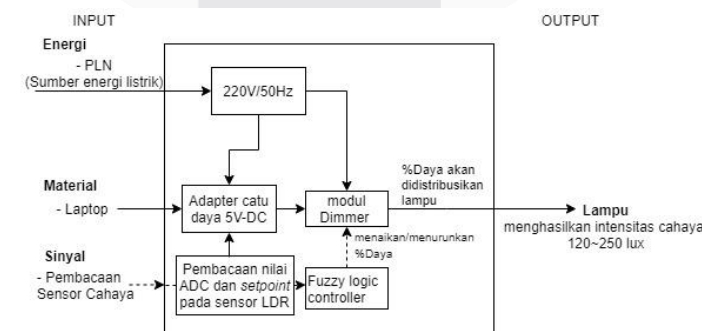 INPUT
OUTPUT
Energi
- PLN
(Sumber energi listrik)
220V/50Hz
Material
- Laptop
Adapter catu
daya 5V-DC
modul
Dimmer
%Daya akan
didistribusikan
lampu
Lampu
menghasilkan intensitas cahaya
120~250 lux
menaikan/menurunkan
%Daya
Sinyal
- Pembacaan
Sensor Cahaya
Pembacaan nilai
ADC dan setpoint
pada sensor LDR
Fuzzy logic
controller